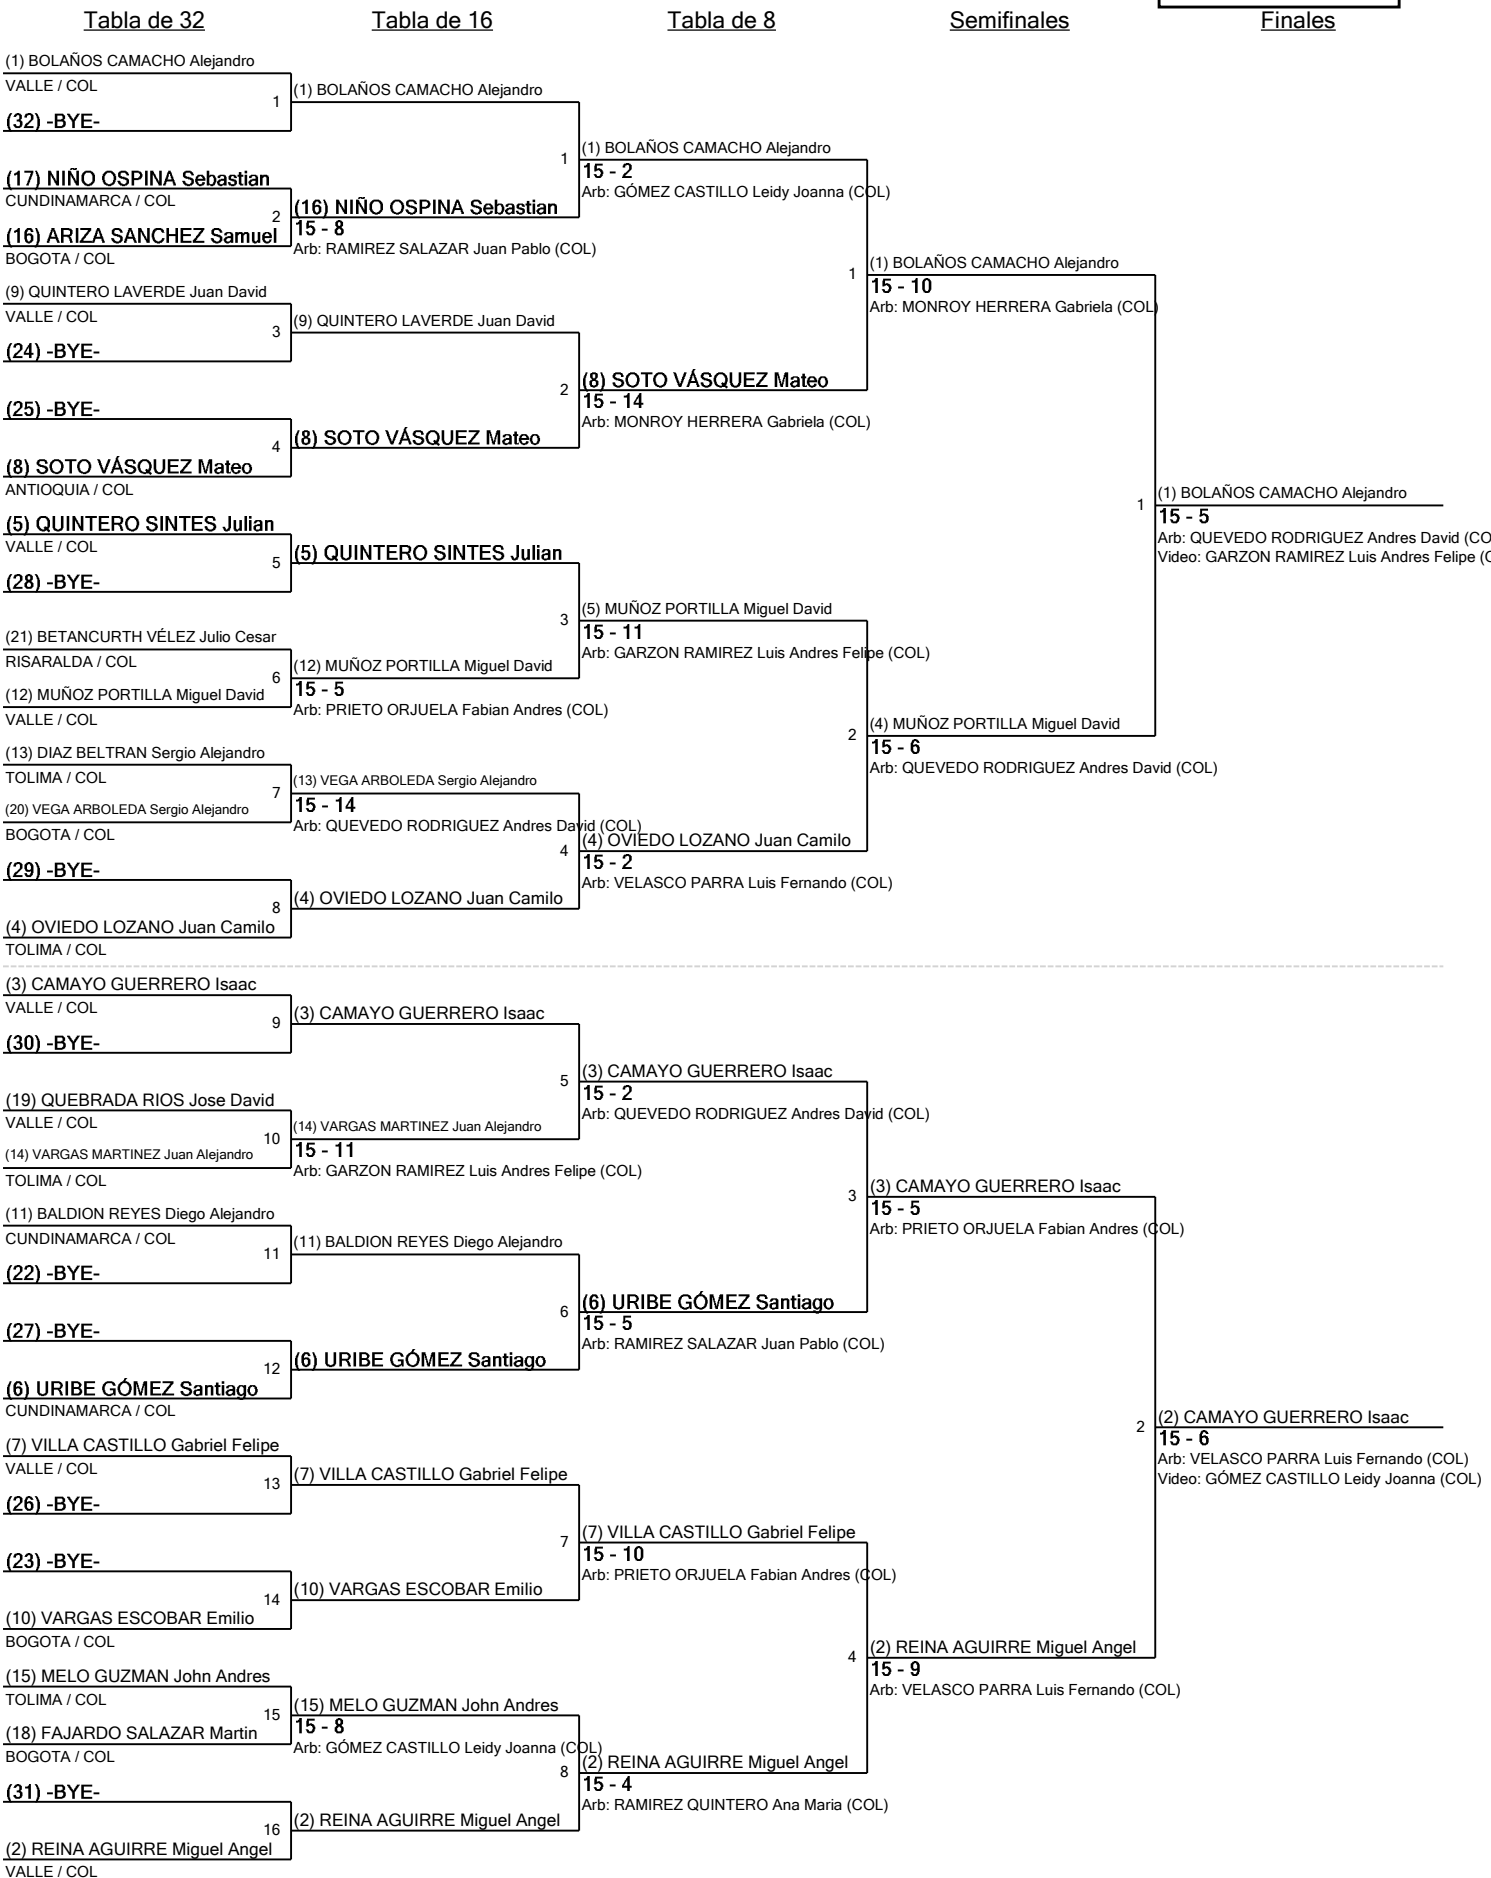 Tabla de 32
Tabla de 16
Tabla de 8
Semifinales
Finales
(1) BOLAÑOS CAMACHO Alejandro
VALLE / COL
1
(32) -BYE-
(17) NIÑO OSPINA Sebastian
CUNDINAMARCA / COL
2
(16) ARIZA SANCHEZ Samuel
BOGOTA / COL
(9) QUINTERO LAVERDE Juan David
VALLE / COL
3
(24) -BYE-
(25) -BYE-
4
(8) SOTO VÁSQUEZ Mateo
ANTIOQUIA / COL
(5) QUINTERO SINTES Julian
VALLE / COL
5
(28) -BYE-
(21) BETANCURTH VÉLEZ Julio Cesar
RISARALDA / COL
6
(12) MUÑOZ PORTILLA Miguel David
VALLE / COL
(13) DIAZ BELTRAN Sergio Alejandro
TOLIMA / COL
7
(20) VEGA ARBOLEDA Sergio Alejandro
BOGOTA / COL
(29) -BYE-
8
(4) OVIEDO LOZANO Juan Camilo
TOLIMA / COL
(3) CAMAYO GUERRERO Isaac
VALLE / COL
9
(30) -BYE-
(19) QUEBRADA RIOS Jose David
VALLE / COL
10
(14) VARGAS MARTINEZ Juan Alejandro
TOLIMA / COL
(11) BALDION REYES Diego Alejandro
CUNDINAMARCA / COL
11
(22) -BYE-
(27) -BYE-
12
(6) URIBE GÓMEZ Santiago
CUNDINAMARCA / COL
(7) VILLA CASTILLO Gabriel Felipe
VALLE / COL
13
(26) -BYE-
(23) -BYE-
14
(10) VARGAS ESCOBAR Emilio
BOGOTA / COL
(15) MELO GUZMAN John Andres
TOLIMA / COL
15
(18) FAJARDO SALAZAR Martin
BOGOTA / COL
(31) -BYE-
16
(2) REINA AGUIRRE Miguel Angel
VALLE / COL
(1) BOLAÑOS CAMACHO Alejandro
1
(16) NIÑO OSPINA Sebastian
15 - 8
Arb: RAMIREZ SALAZAR Juan Pablo (COL)
(9) QUINTERO LAVERDE Juan David
2
(8) SOTO VÁSQUEZ Mateo
(5) QUINTERO SINTES Julian
3
(12) MUÑOZ PORTILLA Miguel David
15 - 5
Arb: PRIETO ORJUELA Fabian Andres (COL)
(13) VEGA ARBOLEDA Sergio Alejandro
15 - 14
Arb: QUEVEDO RODRIGUEZ Andres David (COL)
4
(4) OVIEDO LOZANO Juan Camilo
(3) CAMAYO GUERRERO Isaac
5
(14) VARGAS MARTINEZ Juan Alejandro
15 - 11
Arb: GARZON RAMIREZ Luis Andres Felipe (COL)
(11) BALDION REYES Diego Alejandro
6
(6) URIBE GÓMEZ Santiago
(7) VILLA CASTILLO Gabriel Felipe
7
(10) VARGAS ESCOBAR Emilio
(15) MELO GUZMAN John Andres
15 - 8
Arb: GÓMEZ CASTILLO Leidy Joanna (COL)
8
(2) REINA AGUIRRE Miguel Angel
(1) BOLAÑOS CAMACHO Alejandro
15 - 2
Arb: GÓMEZ CASTILLO Leidy Joanna (COL)
1
(8) SOTO VÁSQUEZ Mateo
15 - 14
Arb: MONROY HERRERA Gabriela (COL)
(5) MUÑOZ PORTILLA Miguel David
15 - 11
Arb: GARZON RAMIREZ Luis Andres Felipe (COL)
2
(4) OVIEDO LOZANO Juan Camilo
15 - 2
Arb: VELASCO PARRA Luis Fernando (COL)
(3) CAMAYO GUERRERO Isaac
15 - 2
Arb: QUEVEDO RODRIGUEZ Andres David (COL)
3
(6) URIBE GÓMEZ Santiago
15 - 5
Arb: RAMIREZ SALAZAR Juan Pablo (COL)
(7) VILLA CASTILLO Gabriel Felipe
15 - 10
Arb: PRIETO ORJUELA Fabian Andres (COL)
4
(2) REINA AGUIRRE Miguel Angel
15 - 4
Arb: RAMIREZ QUINTERO Ana Maria (COL)
(1) BOLAÑOS CAMACHO Alejandro
15 - 10
Arb: MONROY HERRERA Gabriela (COL)
1
(4) MUÑOZ PORTILLA Miguel David
15 - 6
Arb: QUEVEDO RODRIGUEZ Andres David (COL)
(3) CAMAYO GUERRERO Isaac
15 - 5
Arb: PRIETO ORJUELA Fabian Andres (COL)
2
(2) REINA AGUIRRE Miguel Angel
15 - 9
Arb: VELASCO PARRA Luis Fernando (COL)
(1) BOLAÑOS CAMACHO Alejandro
15 - 5
Arb: QUEVEDO RODRIGUEZ Andres David (CO
Video: GARZON RAMIREZ Luis Andres Felipe (
(2) CAMAYO GUERRERO Isaac
15 - 6
Arb: VELASCO PARRA Luis Fernando (COL)
Video: GÓMEZ CASTILLO Leidy Joanna (COL)